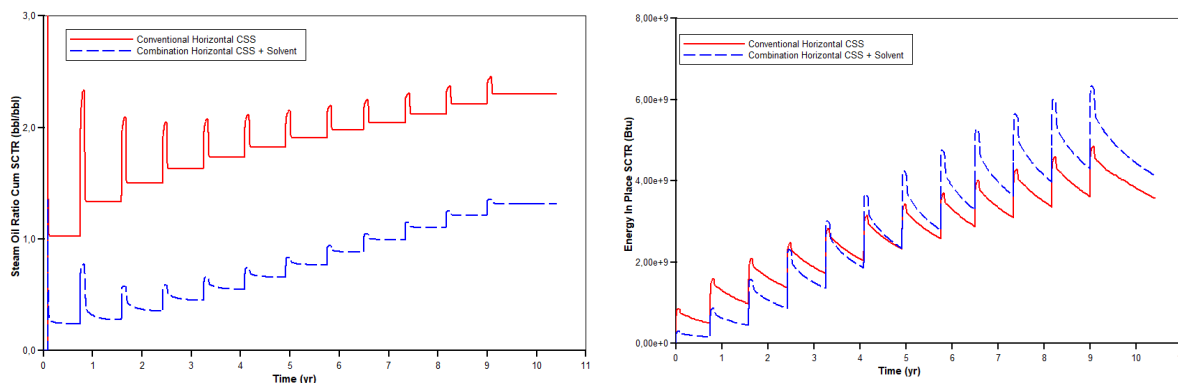 Steam Oil Ratio Cum SCTR (bbl/bbl)
3,0
2,0
1,0
0,0
Conventional Horizontal CSS
Combination Horizontal CSS + Solvent
0 1 2 3 4 5 6 7 8 9 10 11
Time (yr)
Energy In Place SCTR (Btu)
8,00e+9
6,00e+9
4,00e+9
2,00e+9
0,00e+0
Conventional Horizontal CSS
Combination Horizontal CSS + Solvent
0 1 2 3 4 5 6 7 8 9 10
Time (yr)